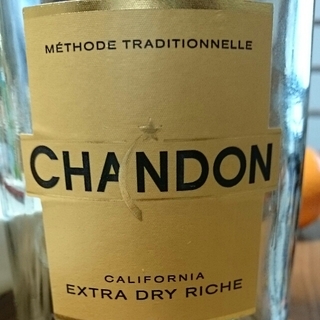 MÉTHODE TRADITIONNELLE
CHANDON
CALIFORNIA
EXTRA DRY RICHE